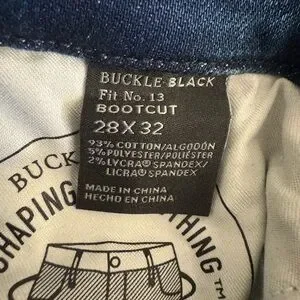 BUCKLE·BLACK
Fit No. 13
BOOTCUT
28X32
93% COTTON/ALGODÓN
5% POLYESTER/POLIÉSTER
2% LYCRA® SPANDEX/
LICRA® SPANDEX
MADE IN CHINA
HECHO EN CHINA
BUCK
SHAPING
THING™